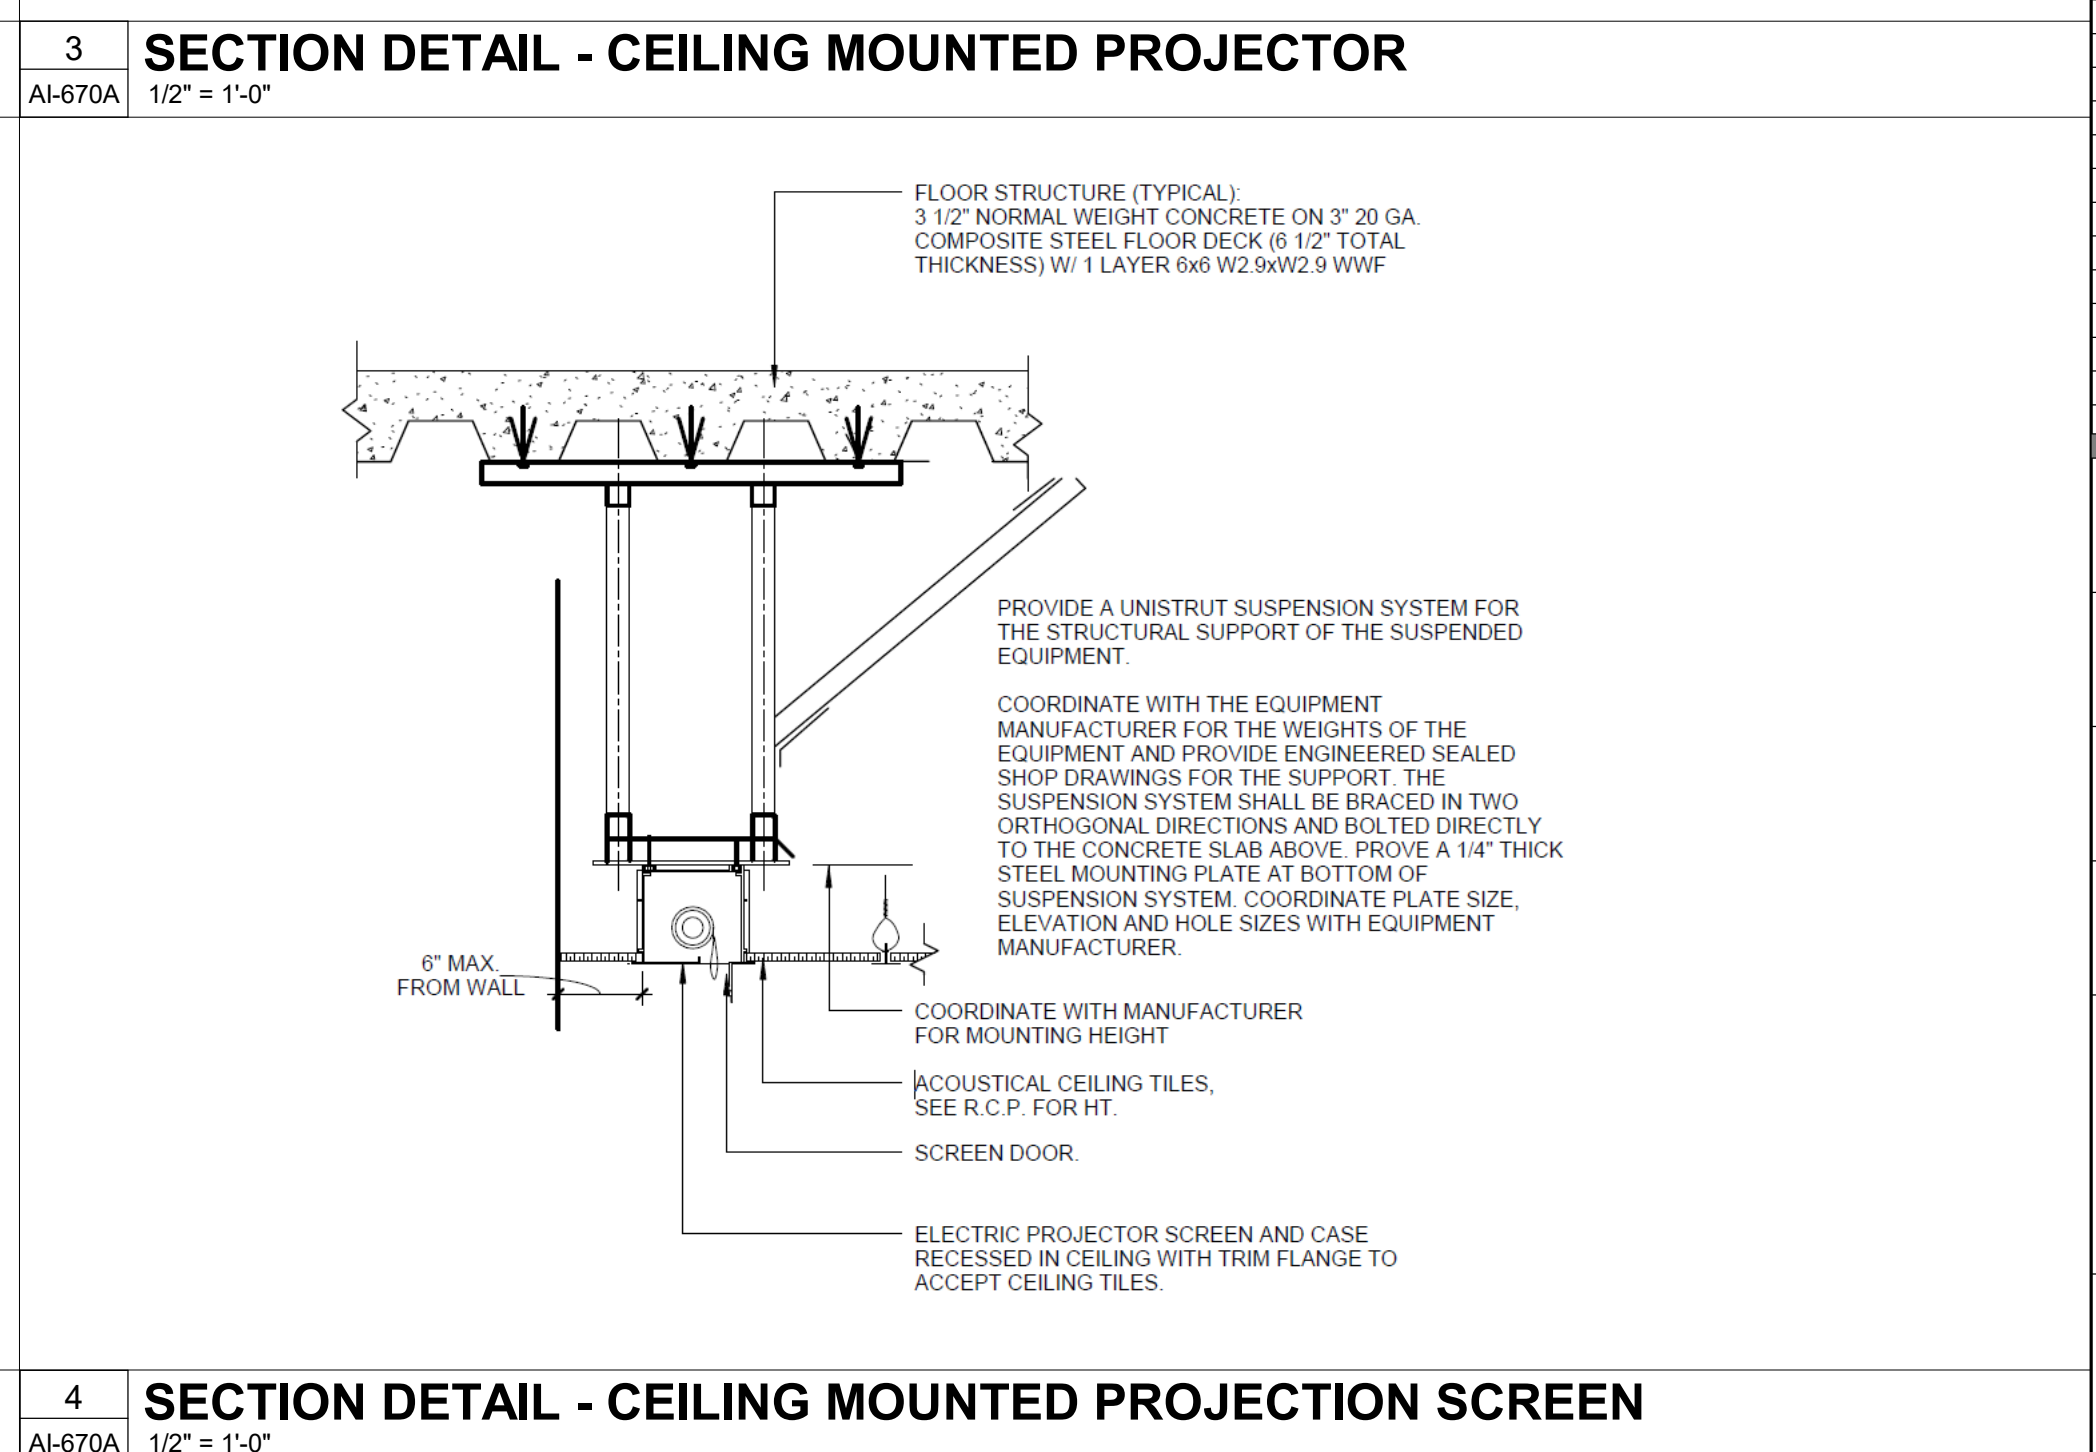 3
SECTION DETAIL - CEILING MOUNTED PROJECTOR
AI-670A
1/2" = 1'-0"
FLOOR STRUCTURE (TYPICAL):
3 1/2" NORMAL WEIGHT CONCRETE ON 3" 20 GA.
COMPOSITE STEEL FLOOR DECK (6 1/2" TOTAL
THICKNESS) W/ 1 LAYER 6x6 W2.9xW2.9 WWF
PROVIDE A UNISTRUT SUSPENSION SYSTEM FOR
THE STRUCTURAL SUPPORT OF THE SUSPENDED
EQUIPMENT.
COORDINATE WITH THE EQUIPMENT
MANUFACTURER FOR THE WEIGHTS OF THE
EQUIPMENT AND PROVIDE ENGINEERED SEALED
SHOP DRAWINGS FOR THE SUPPORT. THE
SUSPENSION SYSTEM SHALL BE BRACED IN TWO
ORTHOGONAL DIRECTIONS AND BOLTED DIRECTLY
TO THE CONCRETE SLAB ABOVE. PROVE A 1/4" THICK
STEEL MOUNTING PLATE AT BOTTOM OF
SUSPENSION SYSTEM. COORDINATE PLATE SIZE,
ELEVATION AND HOLE SIZES WITH EQUIPMENT
MANUFACTURER.
6" MAX.
FROM WALL
COORDINATE WITH MANUFACTURER
FOR MOUNTING HEIGHT
ACOUSTICAL CEILING TILES,
SEE R.C.P. FOR HT.
SCREEN DOOR.
ELECTRIC PROJECTOR SCREEN AND CASE
RECESSED IN CEILING WITH TRIM FLANGE TO
ACCEPT CEILING TILES.
4
SECTION DETAIL - CEILING MOUNTED PROJECTION SCREEN
AI-670A
1/2" = 1'-0"